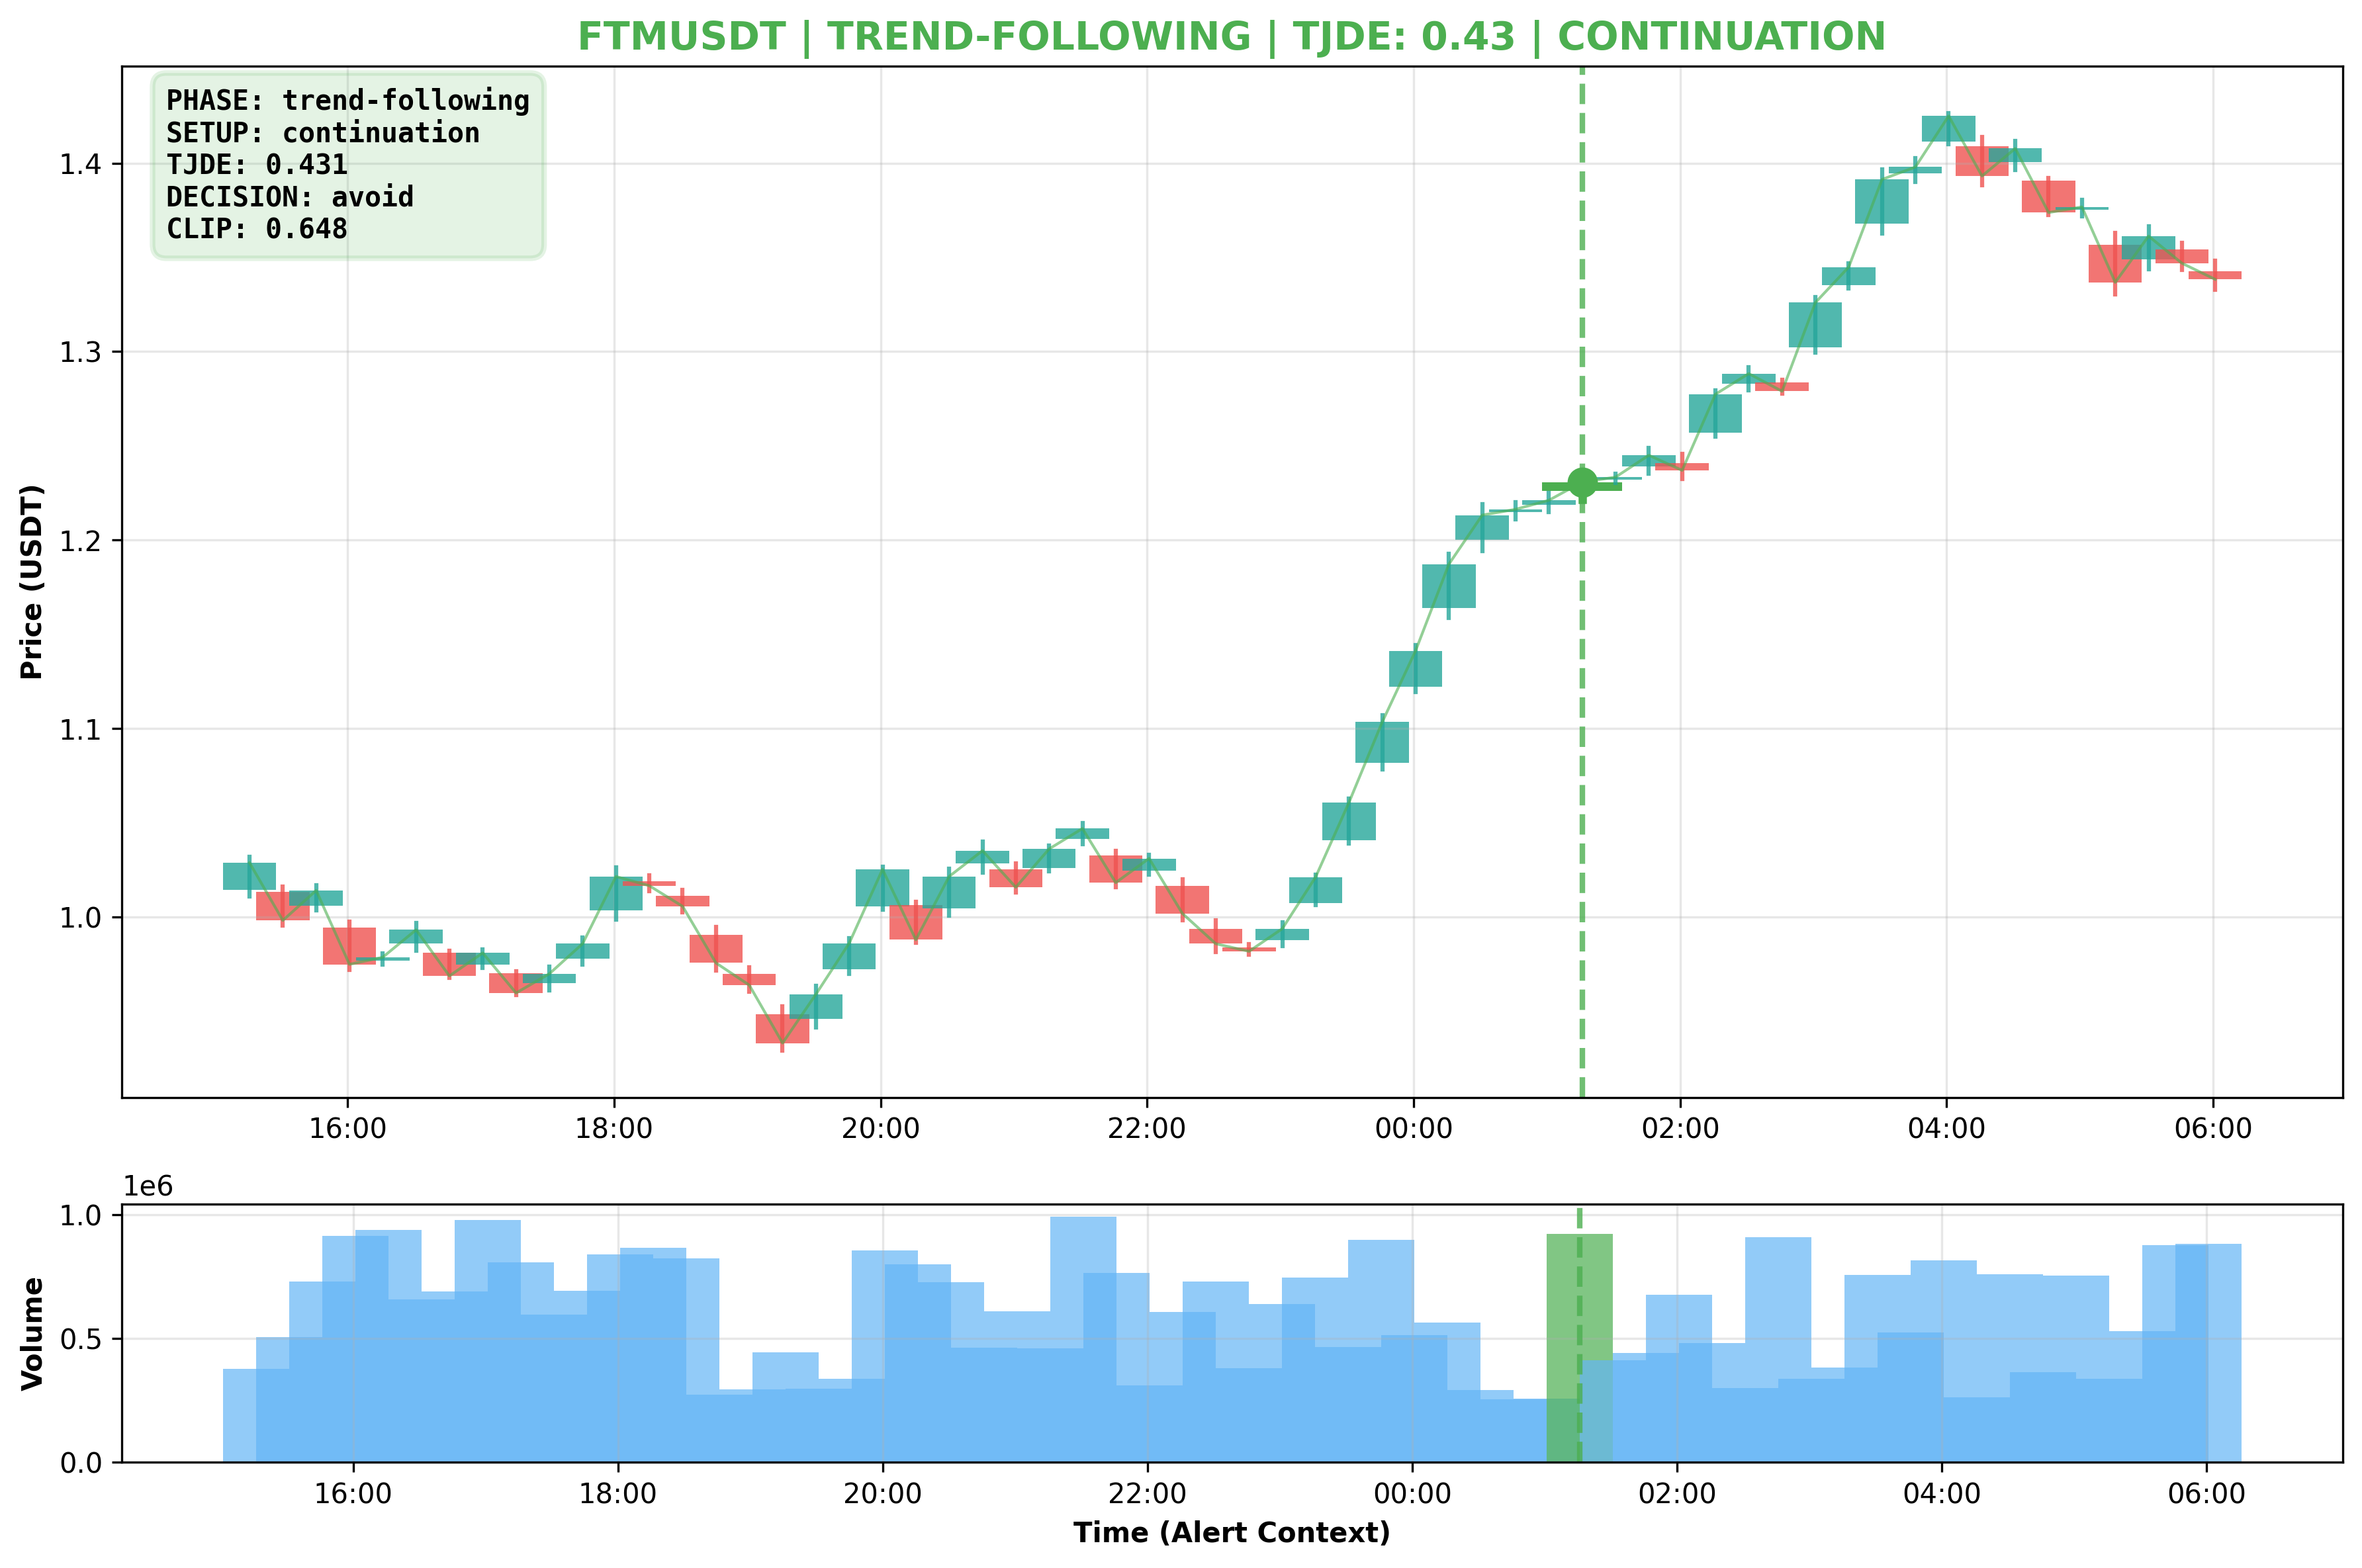 FTMUSDT | TREND-FOLLOWING | TJDE: 0.43 | CONTINUATION
PHASE: trend-following
SETUP: continuation
TJDE: 0.431
DECISION: avoid
CLIP: 0.648
Price (USDT)
1.4
1.3
1.2
1.1
1.0
16:00 18:00 20:00 22:00 00:00 02:00 04:00 06:00
1e6
Volume
1.0
0.5
0.0
16:00 18:00 20:00 22:00 00:00 02:00 04:00 06:00
Time (Alert Context)